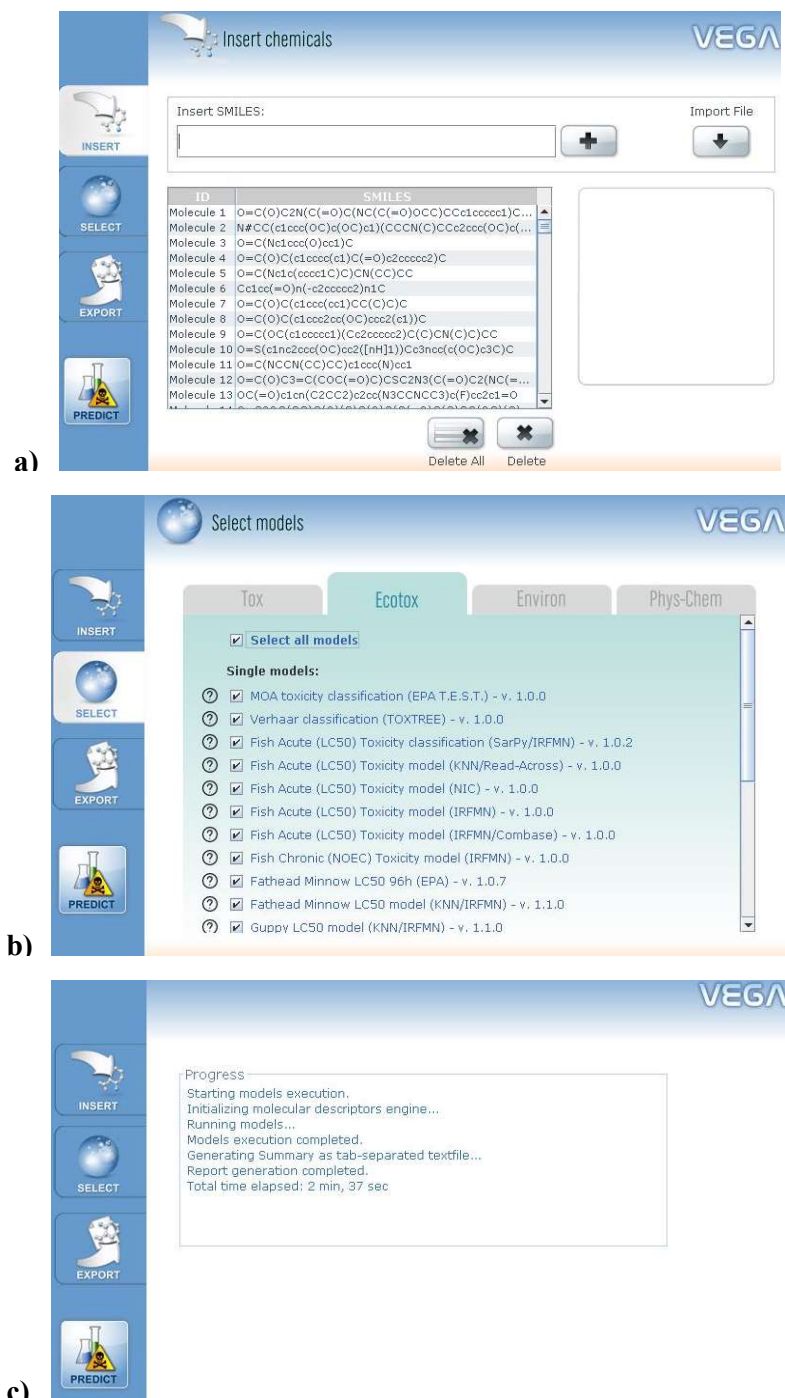 Insert chemicals
VEGA
INSERT
SELECT
EXPORT
PREDICT
Insert SMILES:
Import File
ID SMILES
Molecule 1 O=C(O)C2N(C(=O)C(NC(C(=O)OCC)CCc1ccccc1)C...
Molecule 2 N#CC(c1ccc(OC)c(OC)c1)(CCCN(C)CCc2ccc(OC)c(...
Molecule 3 O=C(Nc1ccc(O)cc1)C
Molecule 4 O=C(O)C(c1cccc(c1)C(=O)c2ccccc2)C
Molecule 5 O=C(Nc1c(cccc1C)C)CN(CC)CC
Molecule 6 Cc1cc(=O)n(-c2ccccc2)n1C
Molecule 7 O=C(O)C(c1ccc(cc1)CC(C)C)C
Molecule 8 O=C(O)C(c1ccc2cc(OC)ccc2(c1))C
Molecule 9 O=C(OC(c1ccccc1)(Cc2ccccc2)C(C)CN(C)C)CC
Molecule 10 O=S(c1nc2ccc(OC)cc2([nH]1))Cc3ncc(c(OC)c3C)C
Molecule 11 O=C(NCCN(CC)CC)c1ccc(N)cc1
Molecule 12 O=C(O)C3=C(COC(=O)C)CSC2N3(C(=O)C2(NC(=...
Molecule 13 OC(=O)c1cn(C2CC2)c2cc(N3CCNCC3)c(F)cc2c1=O
Delete All Delete
a)
Select models
VEGA
INSERT
SELECT
EXPORT
PREDICT
Tox Ecotox Environ Phys-Chem
Select all models
Single models:
MOA toxicity classification (EPA T.E.S.T.) - v. 1.0.0
Verhaar classification (TOXTREE) - v. 1.0.0
Fish Acute (LC50) Toxicity classification (SarPy/IRFMN) - v. 1.0.2
Fish Acute (LC50) Toxicity model (KNN/Read-Across) - v. 1.0.0
Fish Acute (LC50) Toxicity model (NIC) - v. 1.0.0
Fish Acute (LC50) Toxicity model (IRFMN) - v. 1.0.0
Fish Acute (LC50) Toxicity model (IRFMN/Combase) - v. 1.0.0
Fish Chronic (NOEC) Toxicity model (IRFMN) - v. 1.0.0
Fathead Minnow LC50 96h (EPA) - v. 1.0.7
Fathead Minnow LC50 model (KNN/IRFMN) - v. 1.1.0
Guppy LC50 model (KNN/IRFMN) - v. 1.1.0
b)
VEGA
INSERT
SELECT
EXPORT
PREDICT
Progress
Starting models execution.
Initializing molecular descriptors engine...
Running models...
Models execution completed.
Generating Summary as tab-separated textfile...
Report generation completed.
Total time elapsed: 2 min, 37 sec
c)